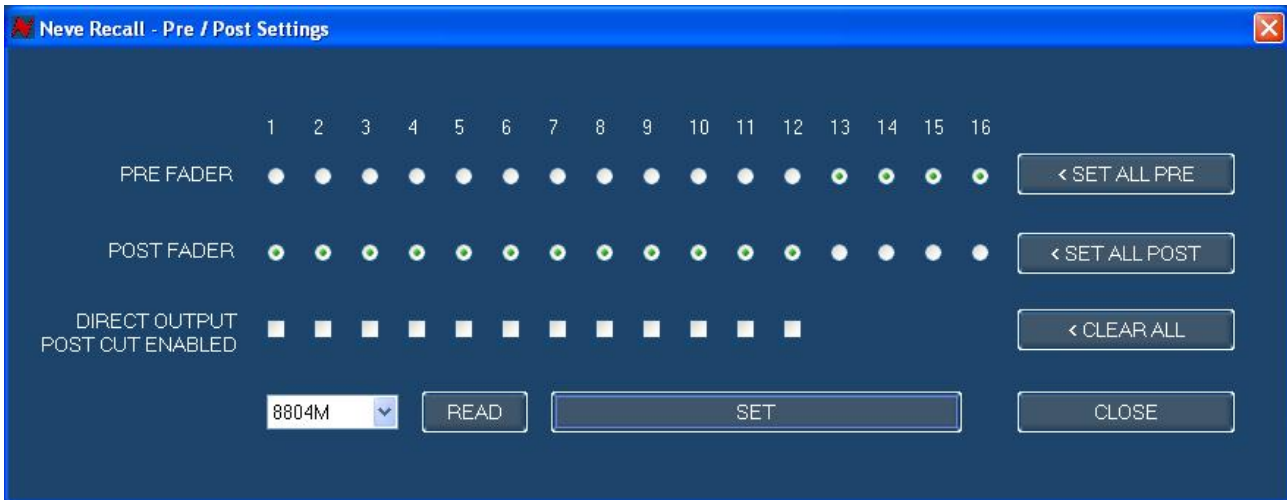 Neve Recall - Pre / Post Settings
1 2 3 4 5 6 7 8 9 10 11 12 13 14 15 16
PRE FADER < SET ALL PRE
POST FADER < SET ALL POST
DIRECT OUTPUT
POST CUT ENABLED
< CLEAR ALL
8804M READ SET CLOSE